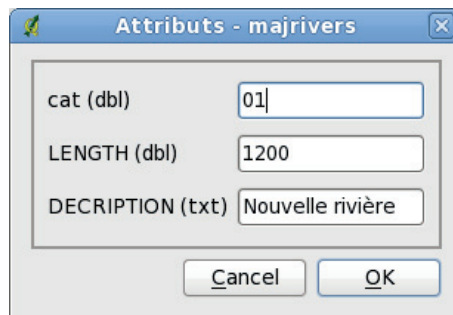 Attributs - majrivers
cat (dbl) 01
LENGTH (dbl) 1200
DECRIPTION (txt) Nouvelle rivière
Cancel OK